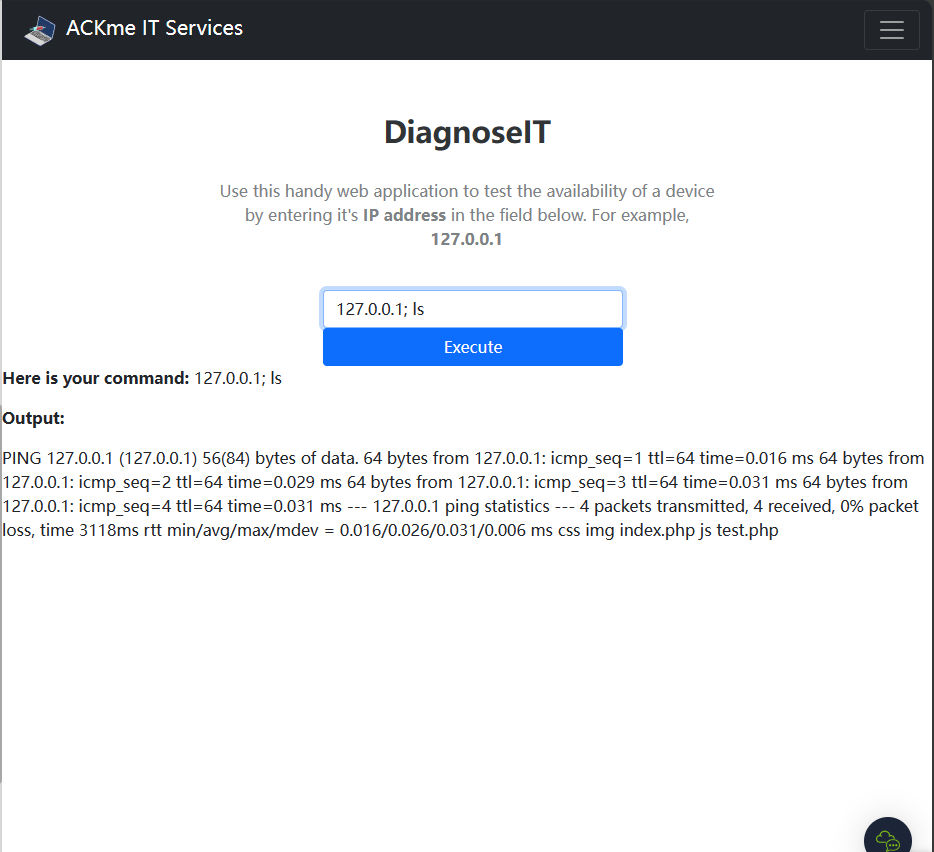 ACKme IT Services
DiagnoseIT
Use this handy web application to test the availability of a device
by entering it's IP address in the field below. For example,
127.0.0.1
127.0.0.1; ls
Execute
Here is your command: 127.0.0.1; ls
Output:
PING 127.0.0.1 (127.0.0.1) 56(84) bytes of data. 64 bytes from 127.0.0.1: icmp_seq=1 ttl=64 time=0.016 ms 64 bytes from
127.0.0.1: icmp_seq=2 ttl=64 time=0.029 ms 64 bytes from 127.0.0.1: icmp_seq=3 ttl=64 time=0.031 ms 64 bytes from
127.0.0.1: icmp_seq=4 ttl=64 time=0.031 ms --- 127.0.0.1 ping statistics --- 4 packets transmitted, 4 received, 0% packet
loss, time 3118ms rtt min/avg/max/mdev = 0.016/0.026/0.031/0.006 ms css img index.php js test.php